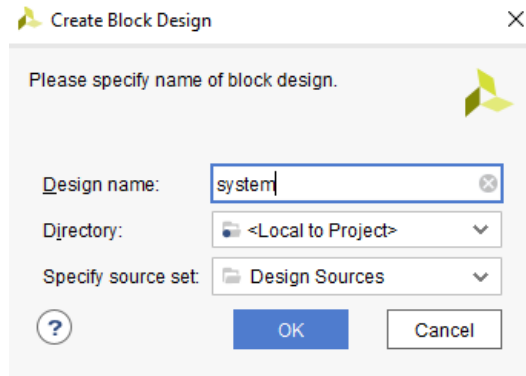 Create Block Design
Please specify name of block design.
Design name: system
Directory: <Local to Project>
Specify source set: Design Sources
? OK Cancel